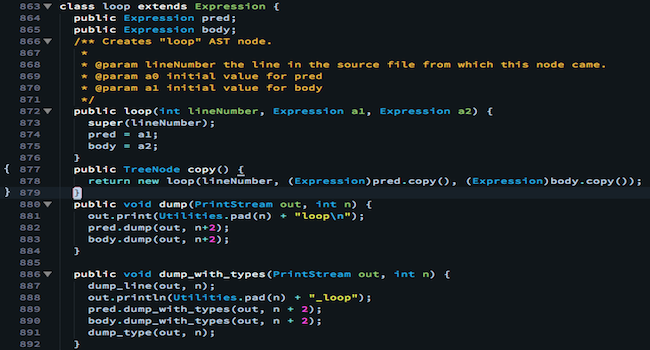 863 class loop extends Expression {
864 public Expression pred;
865 public Expression body;
866 /** Creates "loop" AST node.
867 *
868 * @param lineNumber the line in the source file from which this node came.
869 * @param a0 initial value for pred
870 * @param a1 initial value for body
871 */
872 public loop(int lineNumber, Expression a1, Expression a2) {
873 super(lineNumber);
874 pred = a1;
875 body = a2;
876 }
{ 877 public TreeNode copy() {
878 return new loop(lineNumber, (Expression)pred.copy(), (Expression)body.copy());
} 879 }
880 public void dump(PrintStream out, int n) {
881 out.print(Utilities.pad(n) + "loop\n");
882 pred.dump(out, n+2);
883 body.dump(out, n+2);
884 }
885
886 public void dump_with_types(PrintStream out, int n) {
887 dump_line(out, n);
888 out.println(Utilities.pad(n) + "_loop");
889 pred.dump_with_types(out, n + 2);
890 body.dump_with_types(out, n + 2);
891 dump_type(out, n);
892 }